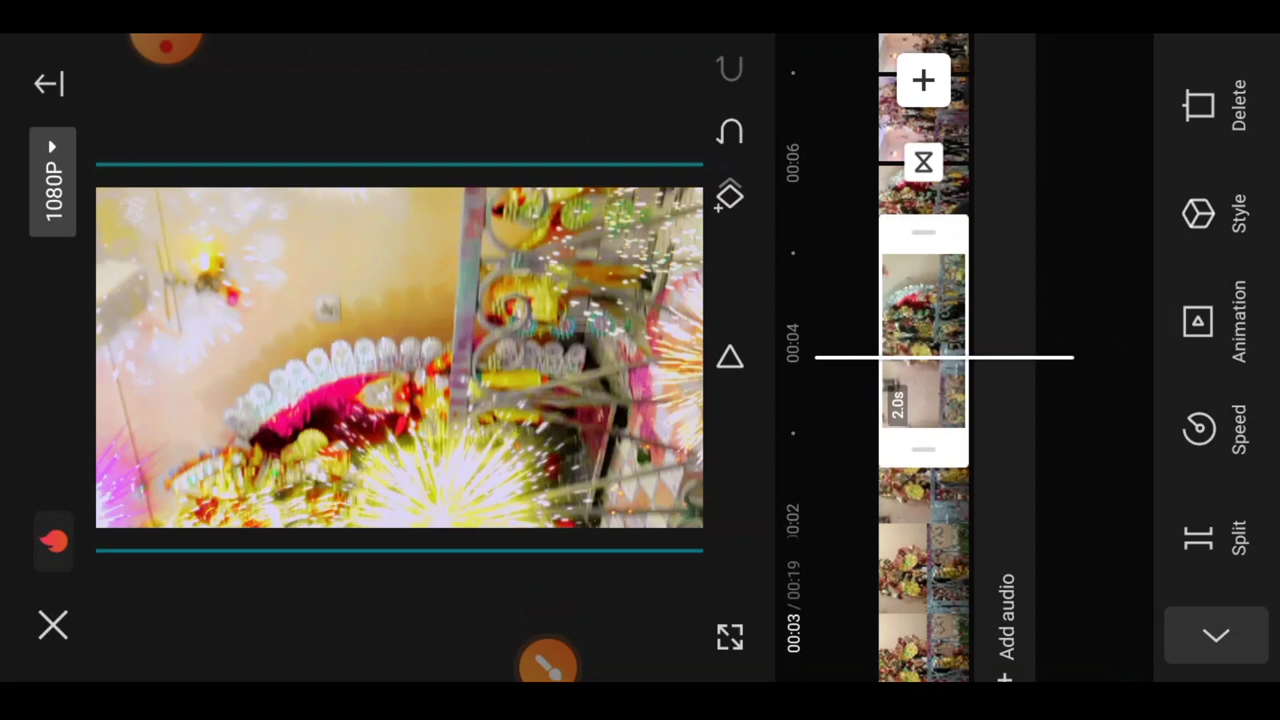 1080P
00:03 / 00:19
00:02
00:04
00:06
2.0s
+ Add audio
Split
Speed
Animation
Style
Delete